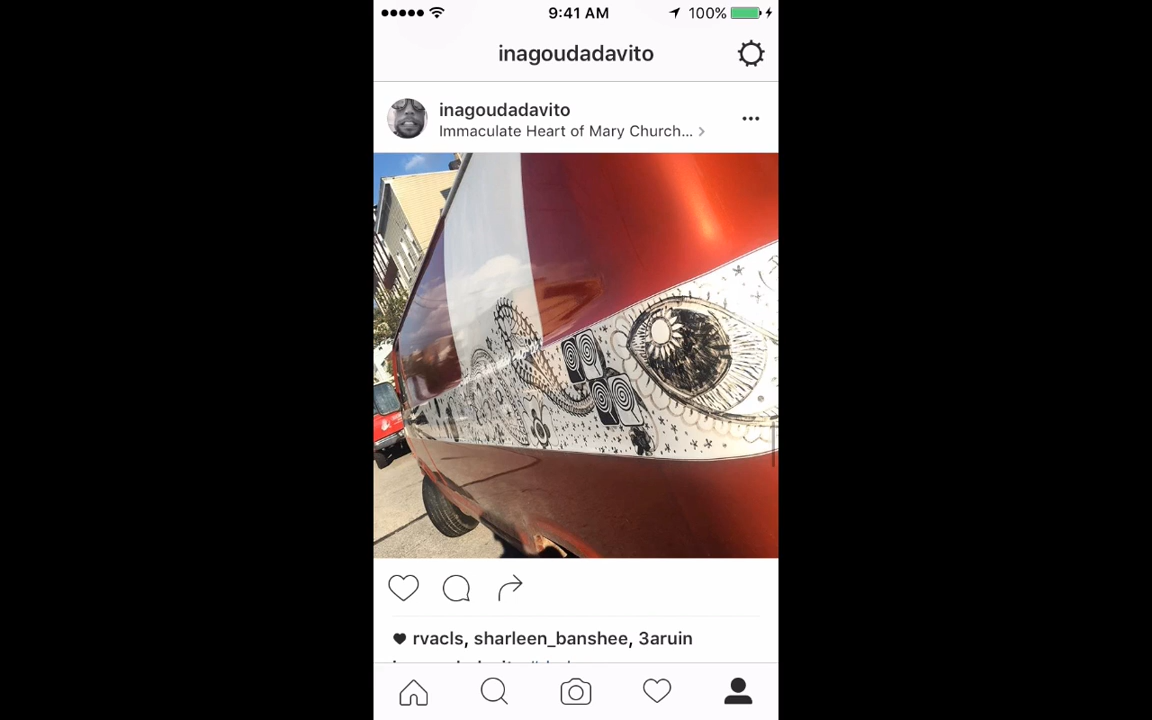 9:41 AM
100%
inagoudadavito
inagoudadavito
Immaculate Heart of Mary Church... >
rvacls, sharleen_banshee, 3aruin